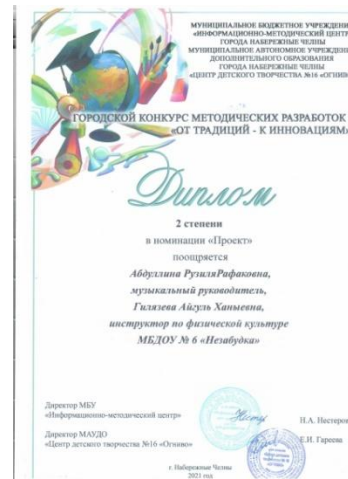 МУНИЦИПАЛЬНОЕ БЮДЖЕТНОЕ УЧРЕЖДЕНИ
«ИНФОРМАЦИОННО-МЕТОДИЧЕСКИЙ ЦЕНТР
ГОРОДА НАБЕРЕЖНЫЕ ЧЕЛНЫ
МУНИЦИПАЛЬНОЕ АВТОНОМНОЕ УЧРЕЖДЕНИ
ДОПОЛНИТЕЛЬНОГО ОБРАЗОВАНИЯ
ГОРОДА НАБЕРЕЖНЫЕ ЧЕЛНЫ
«ЦЕНТР ДЕТСКОГО ТВОРЧЕСТВА №16 «ОГНИВО»
ГОРОДСКОЙ КОНКУРС МЕТОДИЧЕСКИХ РАЗРАБОТОК
«ОТ ТРАДИЦИЙ - К ИННОВАЦИЯМ»
Диплом
2 степени
в номинации «Проект»
поощряется
Абдуллина РузиляРафаковна,
музыкальный руководитель,
Гилязева Айгуль Ханыевна,
инструктор по физической культуре
МБДОУ № 6 «Незабудка»
Директор МБУ
«Информационно-методический центр»
Н.А. Нестеров
Директор МАУДО
«Центр детского творчества №16 «Огниво»
Е.И. Гареева
г. Набережные Челны
2021 год